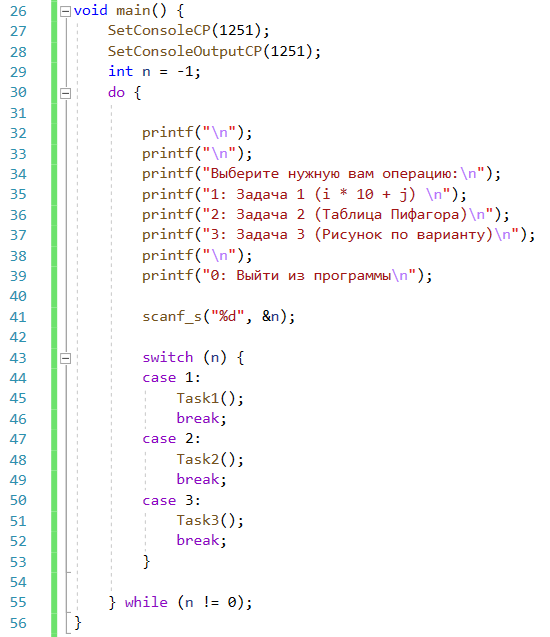 26 void main() {
27 SetConsoleCP(1251);
28 SetConsoleOutputCP(1251);
29 int n = -1;
30 do {
31
32 printf("\n");
33 printf("\n");
34 printf("Выберите нужную вам операцию:\n");
35 printf("1: Задача 1 (i * 10 + j) \n");
36 printf("2: Задача 2 (Таблица Пифагора)\n");
37 printf("3: Задача 3 (Рисунок по варианту)\n");
38 printf("\n");
39 printf("0: Выйти из программы\n");
40
41 scanf_s("%d", &n);
42
43 switch (n) {
44 case 1:
45 Task1();
46 break;
47 case 2:
48 Task2();
49 break;
50 case 3:
51 Task3();
52 break;
53 }
54
55 } while (n != 0);
56 }